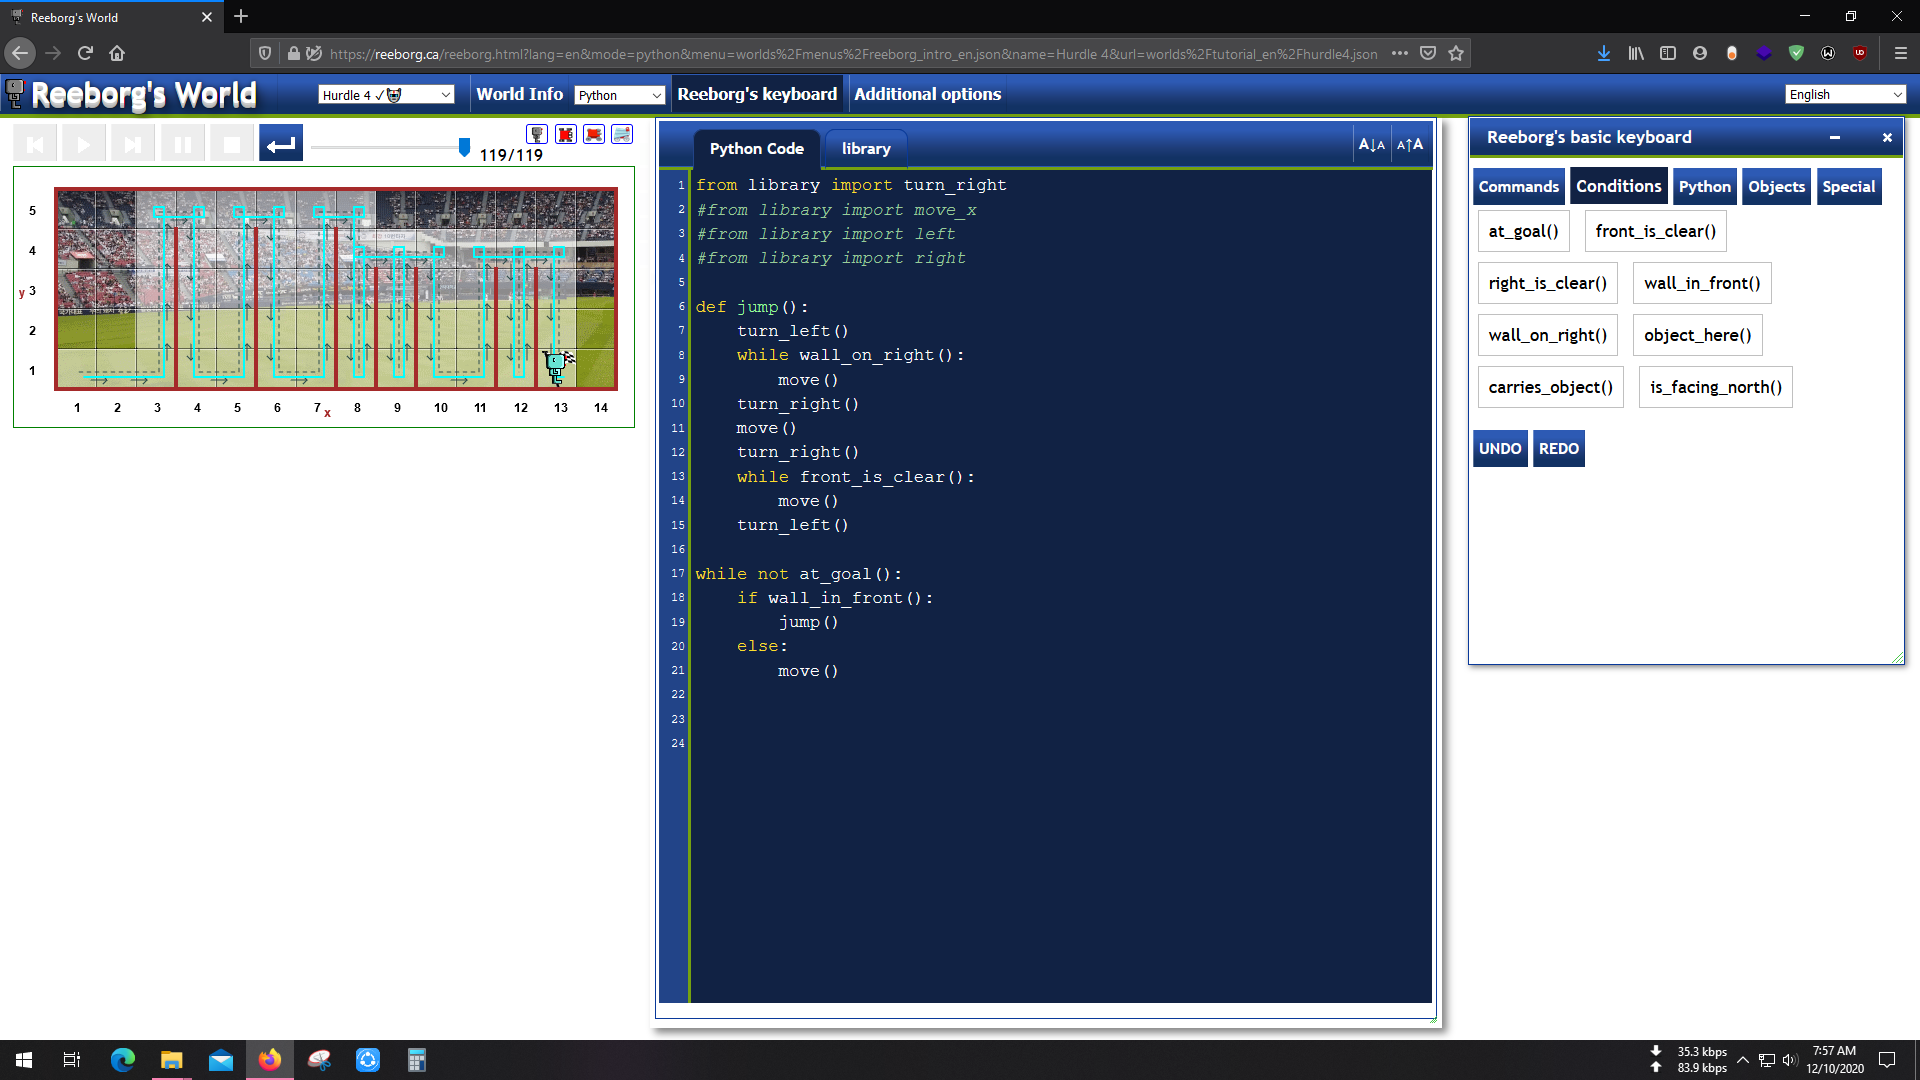 Reeborg's World
https://reeborg.ca/reeborg.html?lang=en&mode=python&menu=worlds%2Fmenus%2Freeborg_intro_en.json&name=Hurdle 4&url=worlds%2Ftutorial_en%2Fhurdle4.json
Reeborg's World
Hurdle 4 ✓
World Info
Python
Reeborg's keyboard
Additional options
English
119/119
5
4
y 3
2
1
1 2 3 4 5 6 7 x 8 9 10 11 12 13 14
Python Code
library
A↓A
A↑A
1 from library import turn_right
2 #from library import move_x
3 #from library import left
4 #from library import right
5
6 def jump():
7 turn_left()
8 while wall_on_right():
9 move()
10 turn_right()
11 move()
12 turn_right()
13 while front_is_clear():
14 move()
15 turn_left()
16
17 while not at_goal():
18 if wall_in_front():
19 jump()
20 else:
21 move()
22
23
24
Reeborg's basic keyboard
Commands Conditions Python Objects Special
at_goal() front_is_clear()
right_is_clear() wall_in_front()
wall_on_right() object_here()
carries_object() is_facing_north()
UNDO REDO
35.3 kbps
83.9 kbps
7:57 AM
12/10/2020